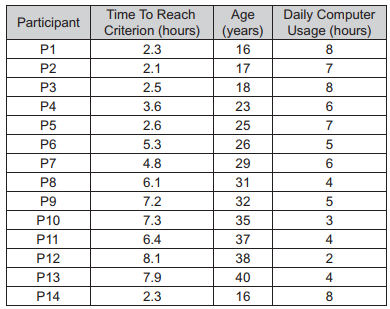 Participant Time To Reach Criterion (hours) Age (years) Daily Computer Usage (hours)
P1 2.3 16 8
P2 2.1 17 7
P3 2.5 18 8
P4 3.6 23 6
P5 2.6 25 7
P6 5.3 26 5
P7 4.8 29 6
P8 6.1 31 4
P9 7.2 32 5
P10 7.3 35 3
P11 6.4 37 4
P12 8.1 38 2
P13 7.9 40 4
P14 2.3 16 8